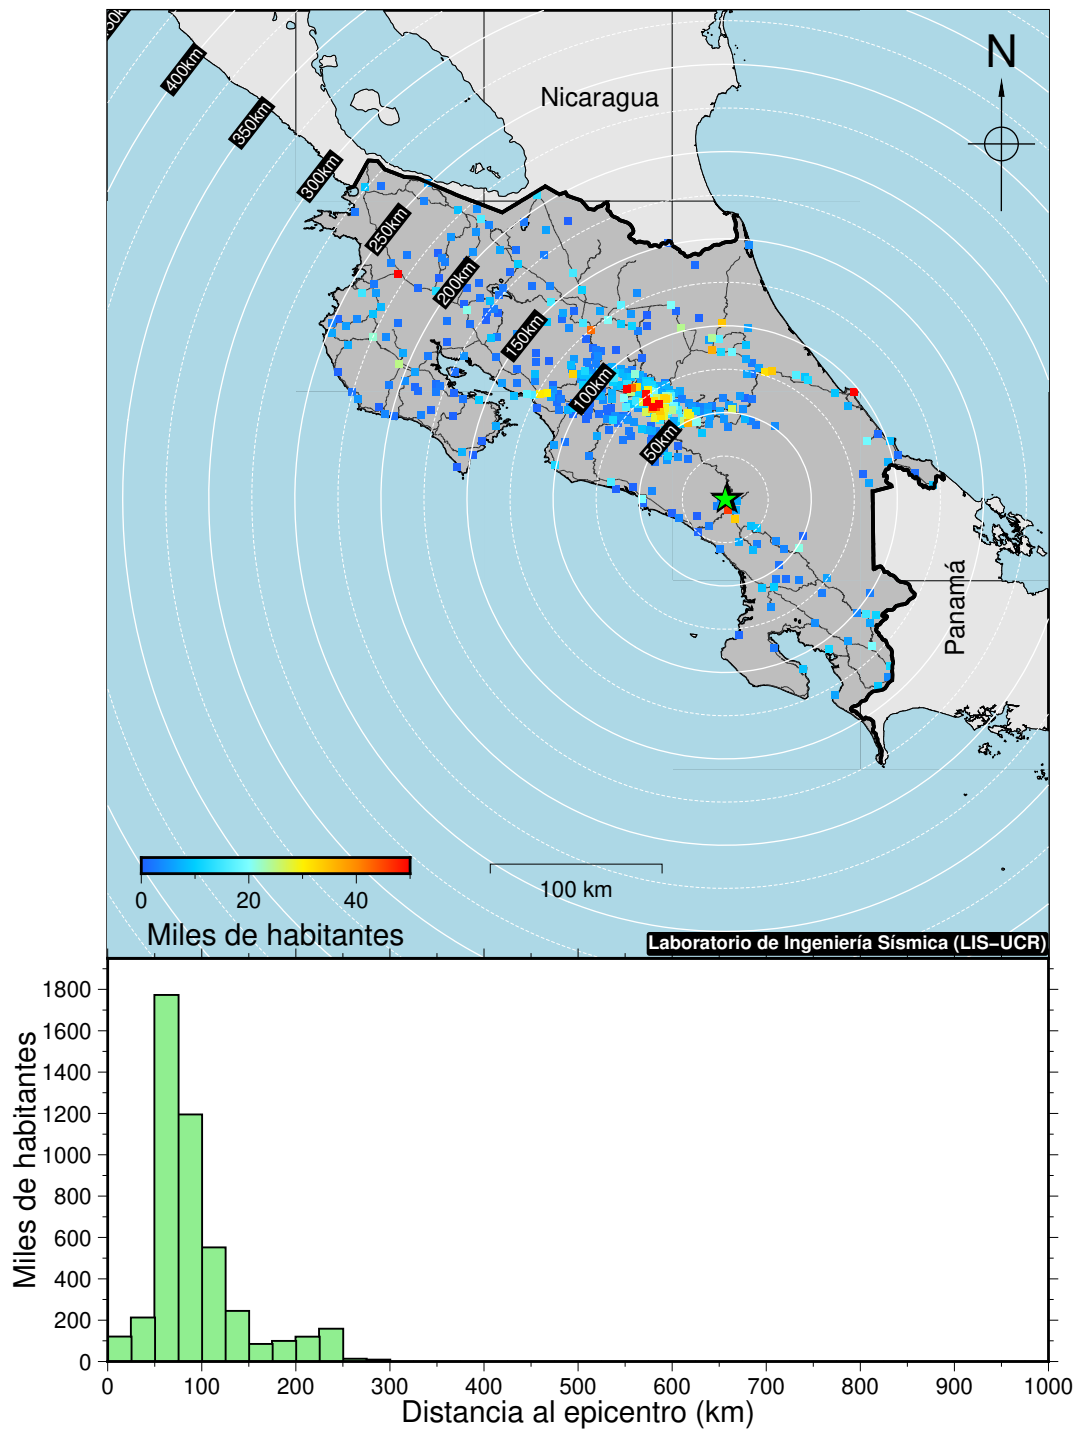 50k
400km
350km
300km
250km
200km
150km
100km
50km
Nicaragua
N
Panamá
0
20
40
Miles de habitantes
100 km
Laboratorio de Ingeniería Sísmica (LIS−UCR)
Miles de habitantes
1800
1600
1400
1200
1000
800
600
400
200
0
0
100
200
300
400
500
600
700
800
900
1000
Distancia al epicentro (km)